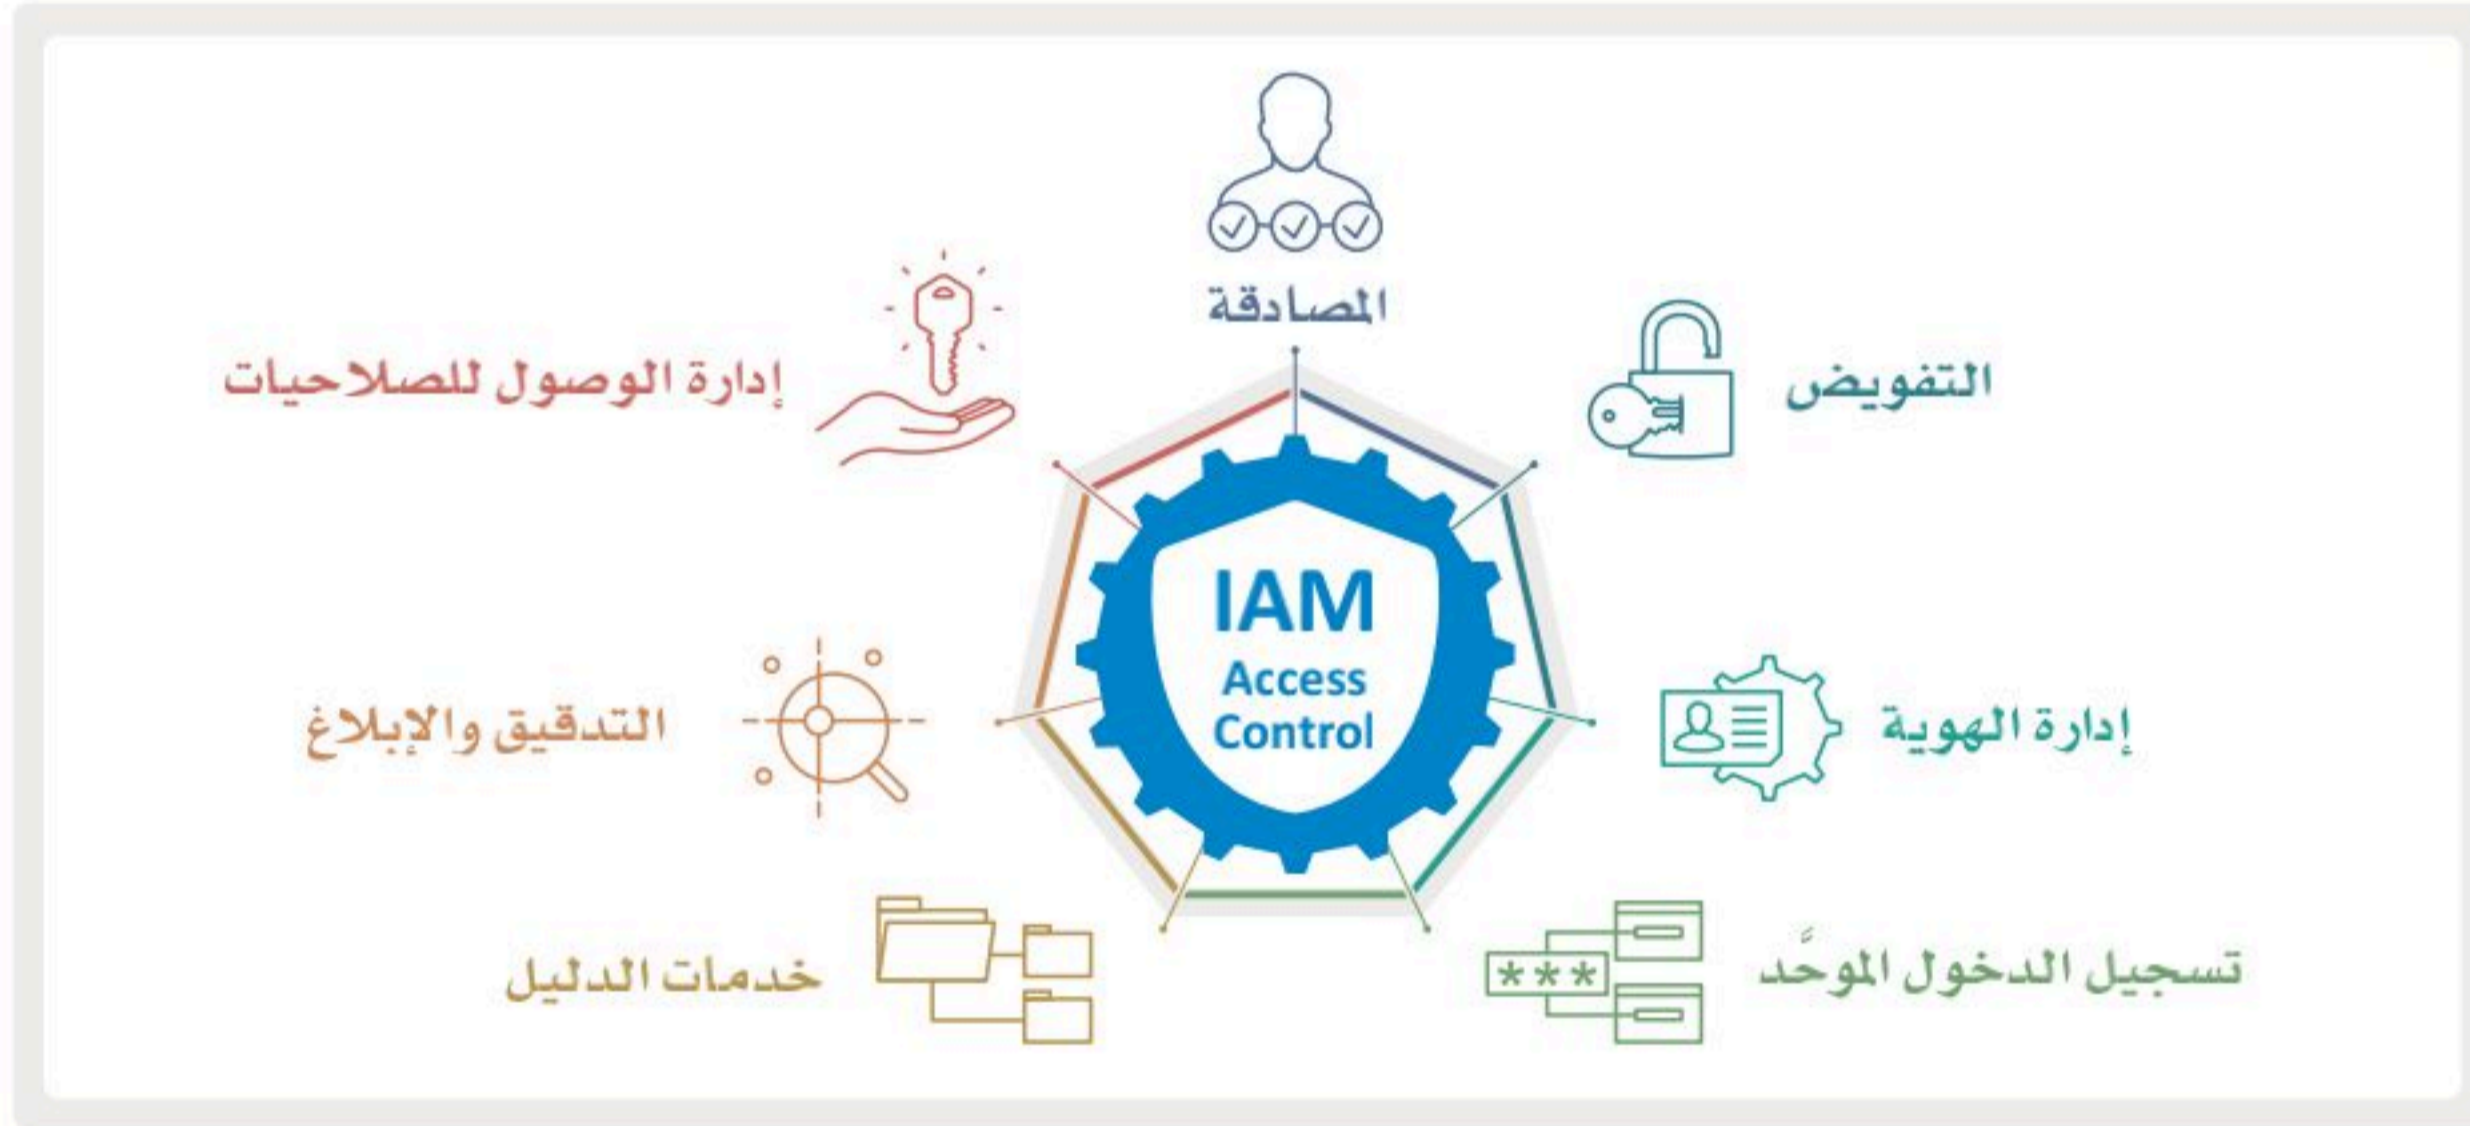 المصادقة
التفويض
إدارة الوصول للصلاحيات
IAM
Access
Control
إدارة الهوية
التدقيق والإبلاغ
تسجيل الدخول الموحَّد
***
خدمات الدليل